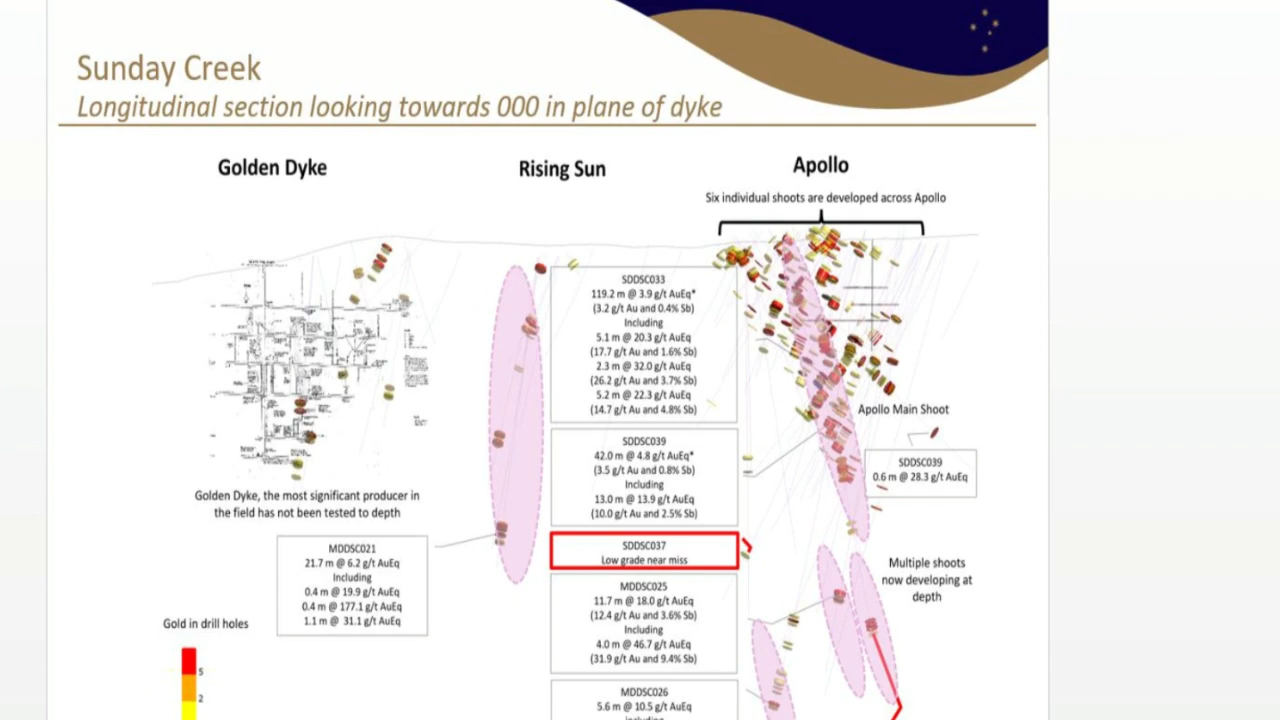 Sunday Creek
Longitudinal section looking towards 000 in plane of dyke
Golden Dyke
Rising Sun
Apollo
Six individual shoots are developed across Apollo
SDDSC033
119.2 m @ 3.9 g/t AuEq*
(3.2 g/t Au and 0.4% Sb)
Including
5.1 m @ 20.3 g/t AuEq
(17.7 g/t Au and 1.6% Sb)
2.3 m @ 32.0 g/t AuEq
(26.2 g/t Au and 3.7% Sb)
5.2 m @ 22.3 g/t AuEq
(14.7 g/t Au and 4.8% Sb)
Apollo Main Shoot
SDDSC039
42.0 m @ 4.8 g/t AuEq*
(3.5 g/t Au and 0.8% Sb)
Including
13.0 m @ 13.9 g/t AuEq
(10.0 g/t Au and 2.5% Sb)
SDDSC039
0.6 m @ 28.3 g/t AuEq
Golden Dyke, the most significant producer in
the field has not been tested to depth
SDDSC037
Low grade near miss
MDDSC021
21.7 m @ 6.2 g/t AuEq
Including
0.4 m @ 19.9 g/t AuEq
0.4 m @ 177.1 g/t AuEq
1.1 m @ 31.1 g/t AuEq
Multiple shoots
now developing at
depth
MDDSC025
11.7 m @ 18.0 g/t AuEq
(12.4 g/t Au and 3.6% Sb)
Including
4.0 m @ 46.7 g/t AuEq
(31.9 g/t Au and 9.4% Sb)
Gold in drill holes
5
2
MDDSC026
5.6 m @ 10.5 g/t AuEq